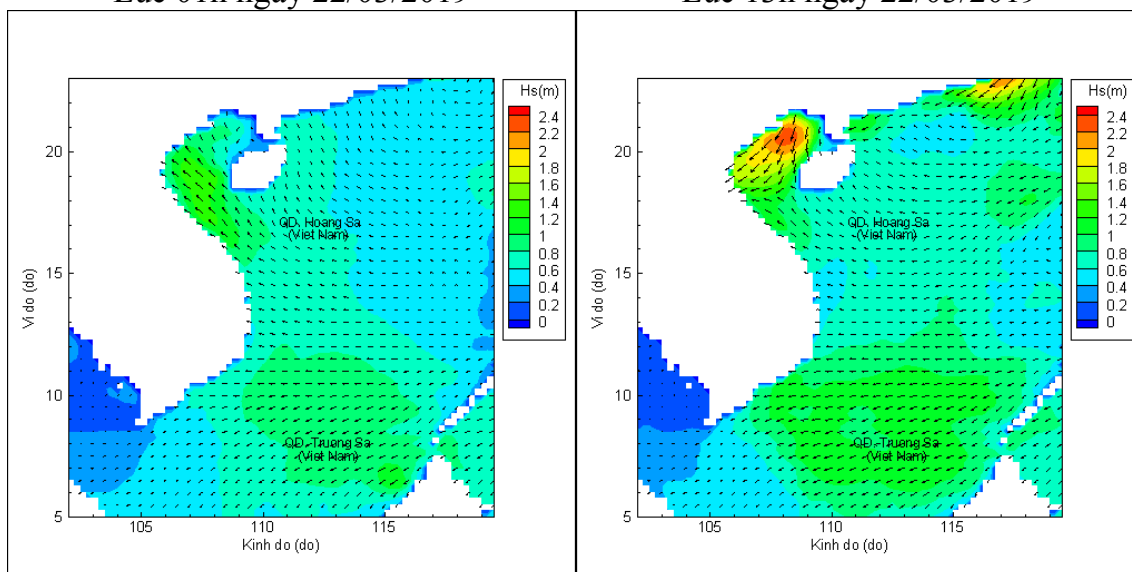 Lúc 01h ngày 22/03/2019
Lúc 13h ngày 22/03/2019
Hs(m)
2.4
2.2
2
1.8
1.6
1.4
1.2
1
0.8
0.6
0.4
0.2
0
20
15
10
5
Vi do (do)
QD. Hoang Sa
(Viet Nam)
QD. Truong Sa
(Viet Nam)
105
110
115
Kinh do (do)
Hs(m)
2.4
2.2
2
1.8
1.6
1.4
1.2
1
0.8
0.6
0.4
0.2
0
20
15
10
5
Vi do (do)
QD. Hoang Sa
(Viet Nam)
QD. Truong Sa
(Viet Nam)
105
110
115
Kinh do (do)